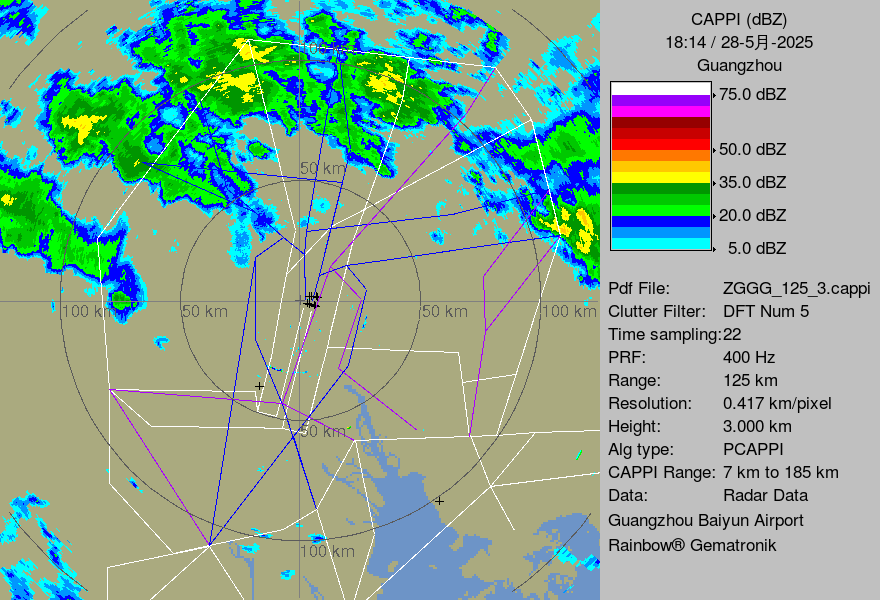 CAPPI (dBZ)
18:14 / 28-5月-2025
Guangzhou
75.0 dBZ
50.0 dBZ
35.0 dBZ
20.0 dBZ
5.0 dBZ
50 km
100 km
50 km
50 km
100 km
50 km
100 km
Pdf File: ZGGG_125_3.cappi
Clutter Filter: DFT Num 5
Time sampling:22
PRF: 400 Hz
Range: 125 km
Resolution: 0.417 km/pixel
Height: 3.000 km
Alg type: PCAPPI
CAPPI Range: 7 km to 185 km
Data: Radar Data
Guangzhou Baiyun Airport
Rainbow® Gematronik